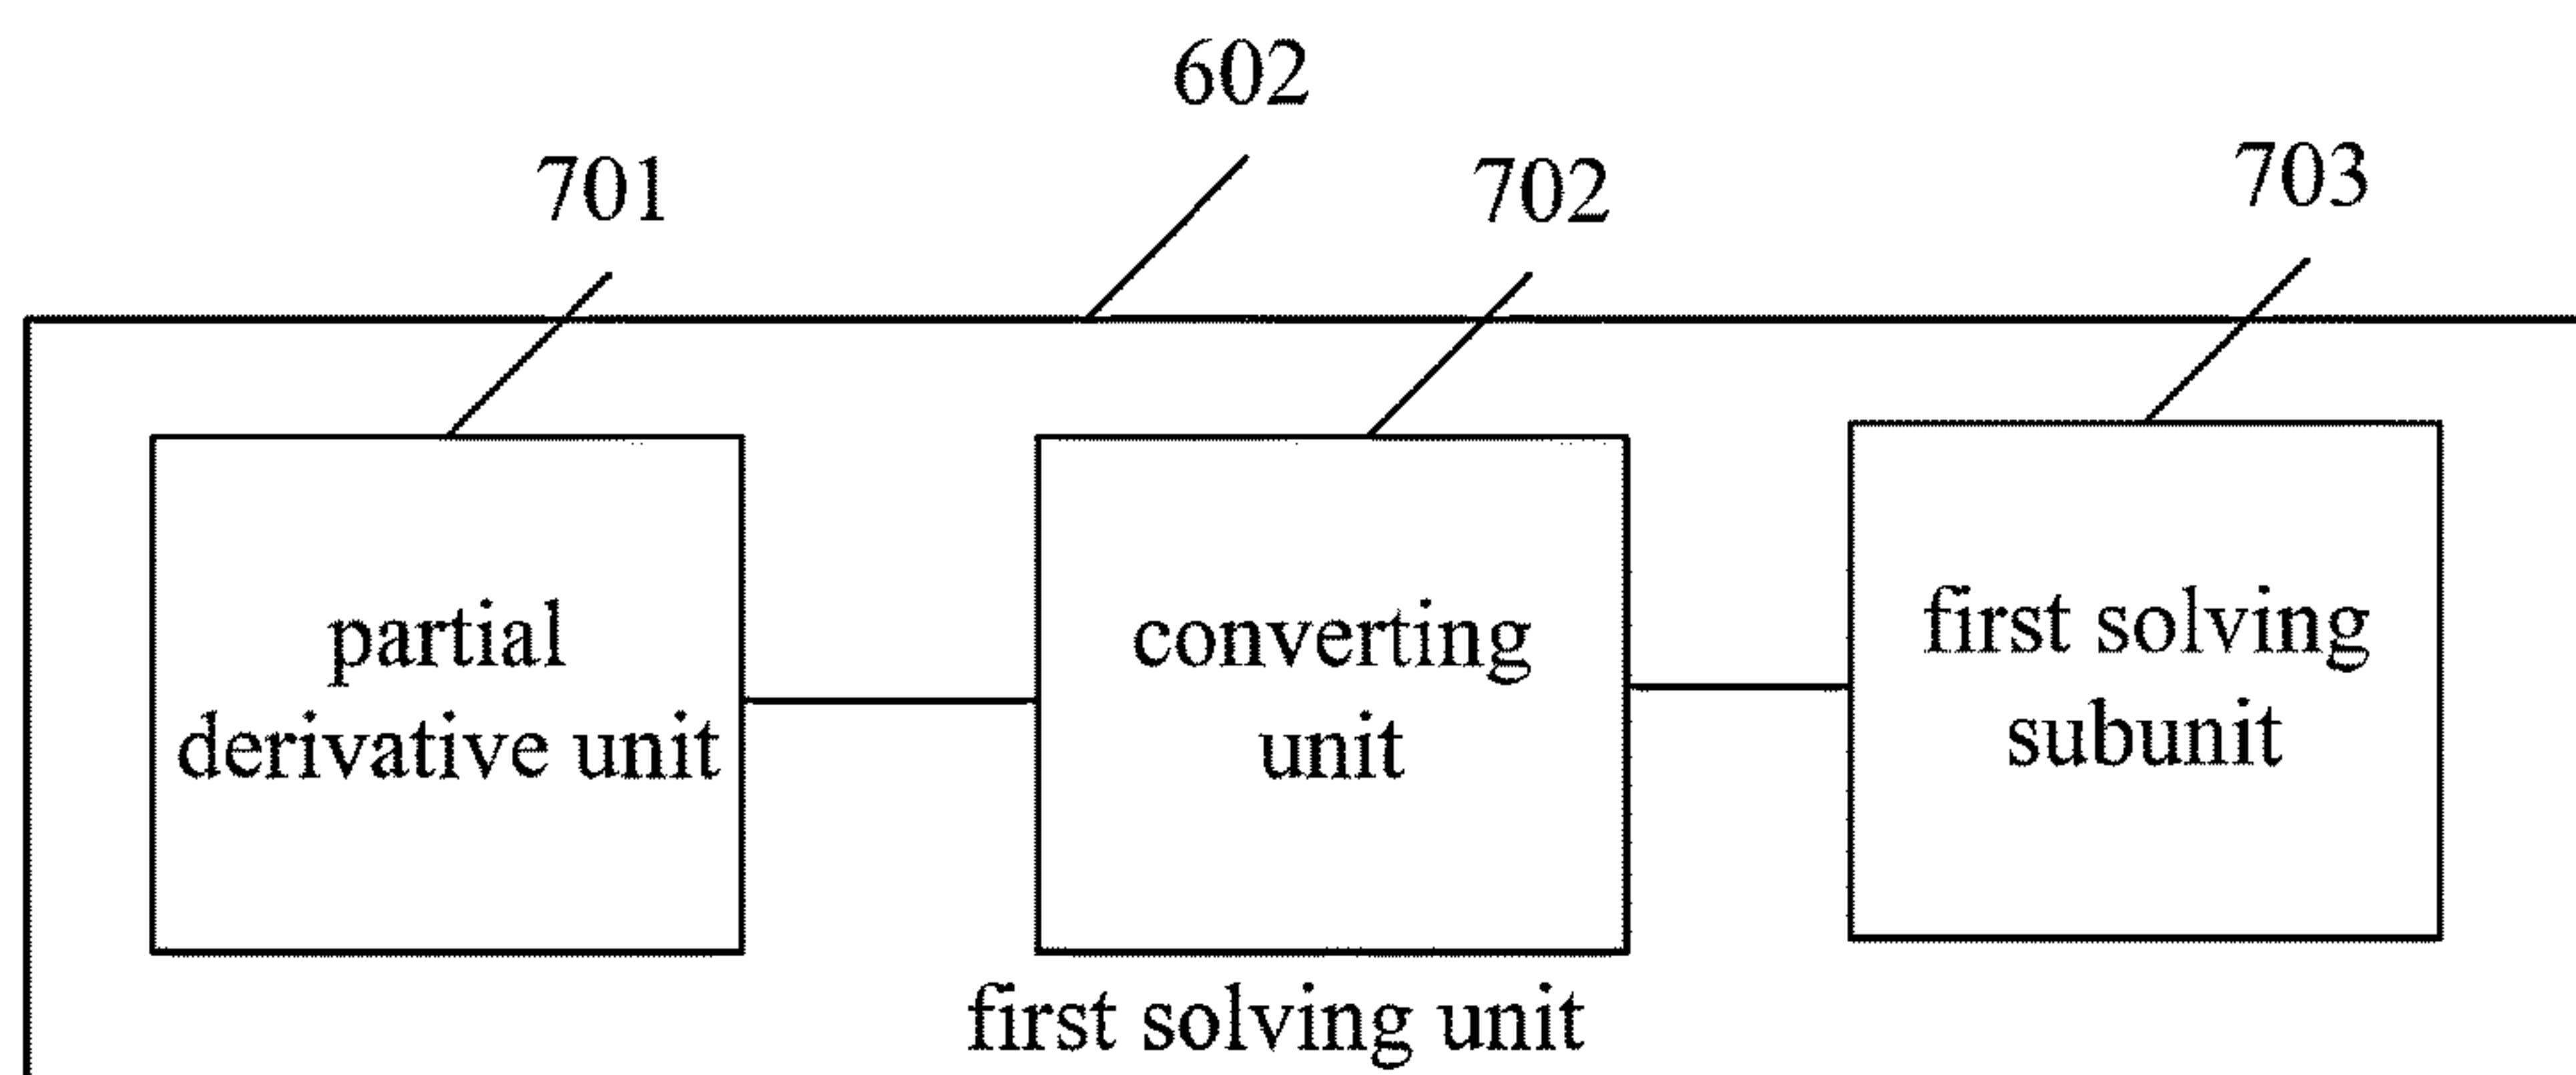 602
701
702
703
partial
derivative unit
converting
unit
first solving
subunit
first solving unit